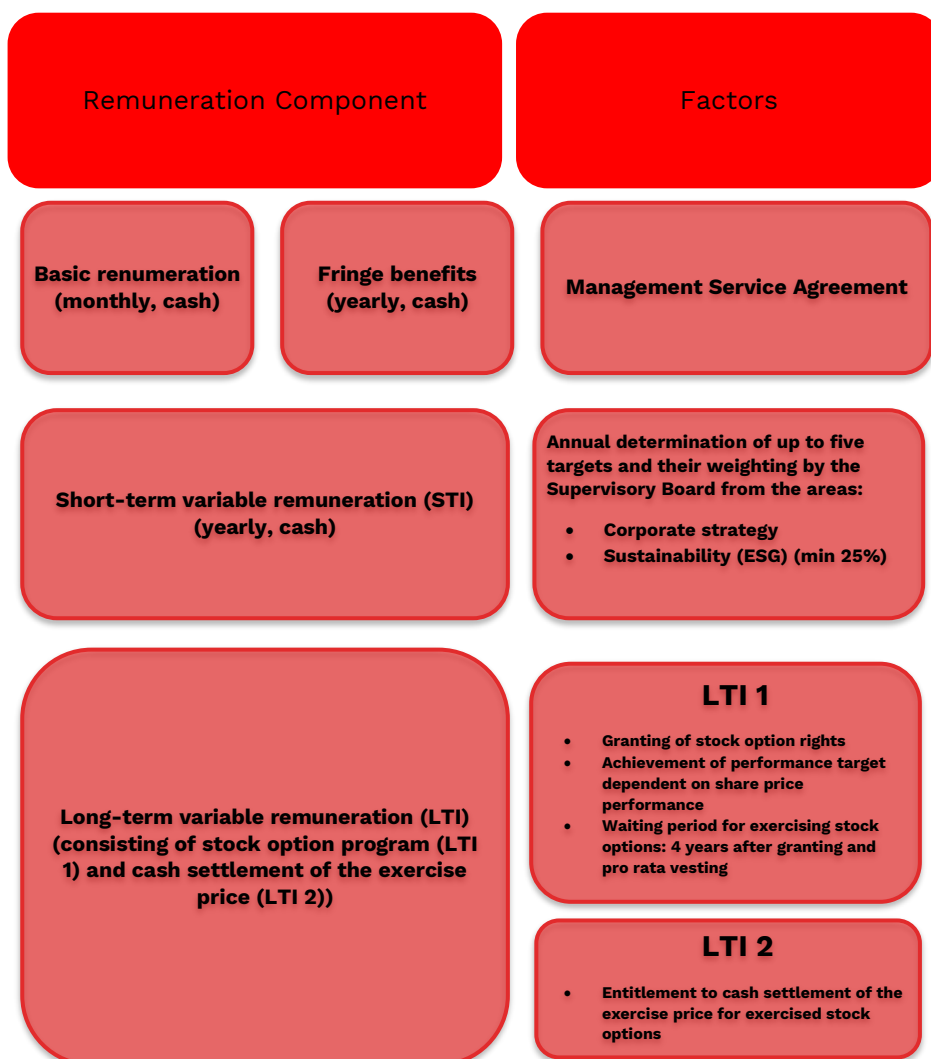 Remuneration Component
Factors
Basic renumeration
(monthly, cash)
Fringe benefits
(yearly, cash)
Management Service Agreement
Short-term variable remuneration (STI)
(yearly, cash)
Annual determination of up to five
targets and their weighting by the
Supervisory Board from the areas:
• Corporate strategy
• Sustainability (ESG) (min 25%)
Long-term variable remuneration (LTI)
(consisting of stock option program (LTI
1) and cash settlement of the exercise
price (LTI 2))
LTI 1
• Granting of stock option rights
• Achievement of performance target
dependent on share price
performance
• Waiting period for exercising stock
options: 4 years after granting and
pro rata vesting
LTI 2
• Entitlement to cash settlement of the
exercise price for exercised stock
options